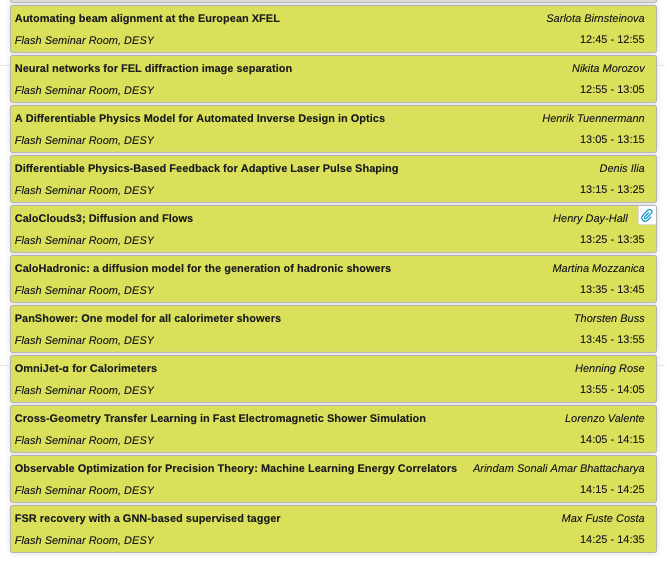 Automating beam alignment at the European XFEL Sarlota Birnsteinova
Flash Seminar Room, DESY 12:45 - 12:55
Neural networks for FEL diffraction image separation Nikita Morozov
Flash Seminar Room, DESY 12:55 - 13:05
A Differentiable Physics Model for Automated Inverse Design in Optics Henrik Tuennermann
Flash Seminar Room, DESY 13:05 - 13:15
Differentiable Physics-Based Feedback for Adaptive Laser Pulse Shaping Denis Ilia
Flash Seminar Room, DESY 13:15 - 13:25
CaloClouds3; Diffusion and Flows Henry Day-Hall
Flash Seminar Room, DESY 13:25 - 13:35
CaloHadronic: a diffusion model for the generation of hadronic showers Martina Mozzanica
Flash Seminar Room, DESY 13:35 - 13:45
PanShower: One model for all calorimeter showers Thorsten Buss
Flash Seminar Room, DESY 13:45 - 13:55
OmniJet-α for Calorimeters Henning Rose
Flash Seminar Room, DESY 13:55 - 14:05
Cross-Geometry Transfer Learning in Fast Electromagnetic Shower Simulation Lorenzo Valente
Flash Seminar Room, DESY 14:05 - 14:15
Observable Optimization for Precision Theory: Machine Learning Energy Correlators Arindam Sonali Amar Bhattacharya
Flash Seminar Room, DESY 14:15 - 14:25
FSR recovery with a GNN-based supervised tagger Max Fuste Costa
Flash Seminar Room, DESY 14:25 - 14:35